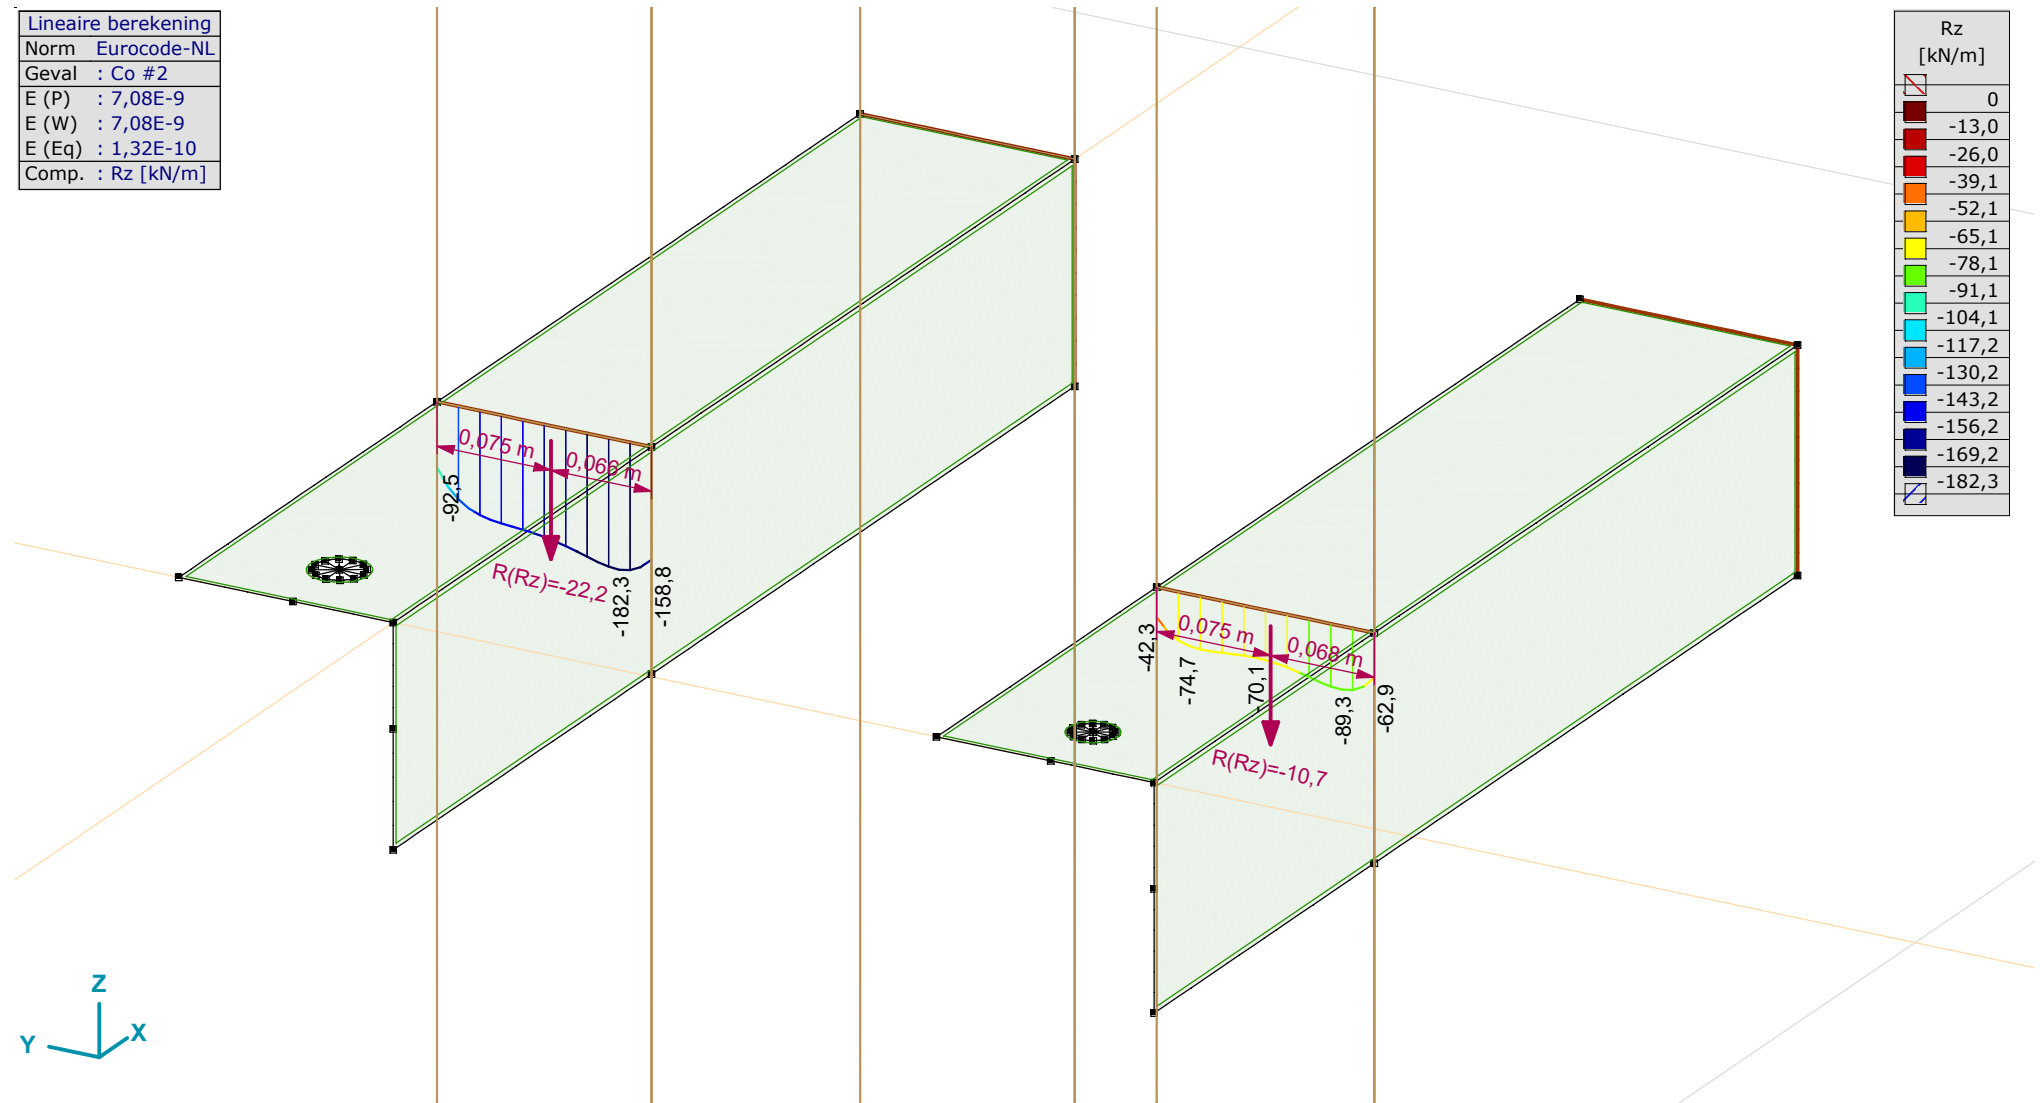 Lineaire berekening
Norm Eurocode-NL
Geval : Co #2
E (P) : 7,08E-9
E (W) : 7,08E-9
E (Eq) : 1,32E-10
Comp. : Rz [kN/m]
Rz
[kN/m]
0
-13,0
-26,0
-39,1
-52,1
-65,1
-78,1
-91,1
-104,1
-117,2
-130,2
-143,2
-156,2
-169,2
-182,3
0,075 m
0,066 m
-92,5
R(Rz)=-22,2
-182,3
-158,8
0,075 m
0,068 m
-42,3
-74,7
-70,1
-89,3
-62,9
R(Rz)=-10,7
Z
Y
X